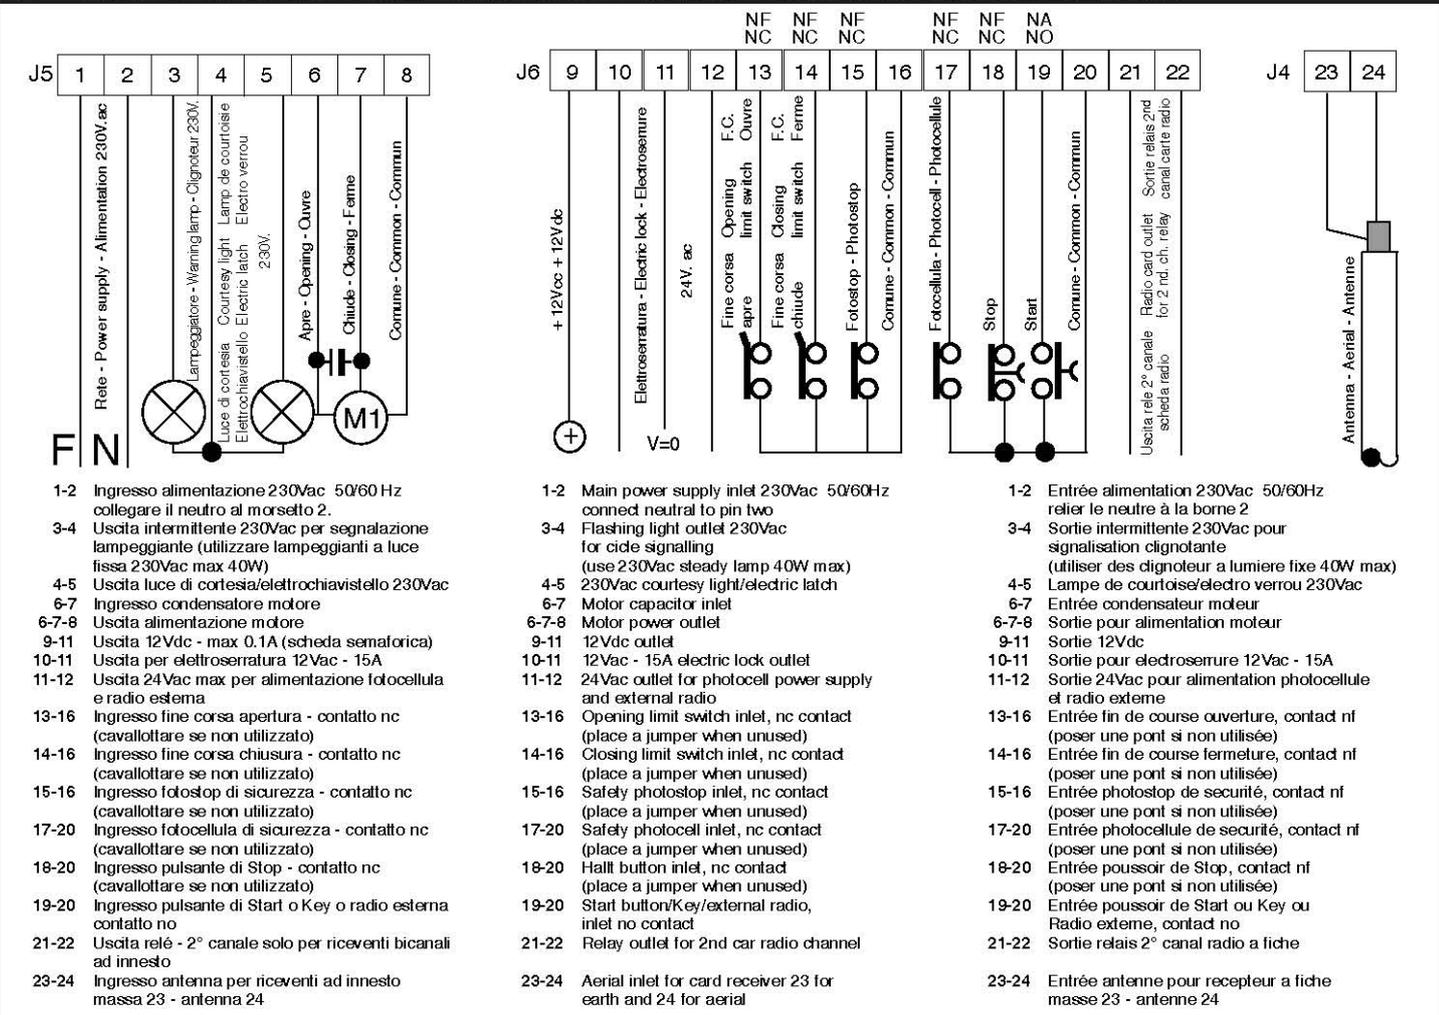 NF NF NF NF NF NA
NC NC NC NC NC NO
J5 1 2 3 4 5 6 7 8
J6 9 10 11 12 13 14 15 16 17 18 19 20 21 22
J4 23 24
Rete - Power supply - Alimentation 230V.ac
Lampeggiatore - Warning lamp - Clignoteur 230V.
Luce di cortesia Courtesy light Lamp de courtoisie
Elettrochiavistello Electric latch Electro verrou
230V.
Apre - Opening - Ouvre
Chiude - Closing - Ferme
Comune - Common - Commun
M1
F N
+ 12Vcc + 12Vdc
+
Elettroserratura - Electric lock - Electroserrure
V=0
24V. ac
Fine corsa Opening F.C.
apre limit switch Ouvre
Fine corsa Closing F.C.
chiude limit switch Ferme
Fotostop - Photostop
Comune - Common - Commun
Fotocellula - Photocell - Photocellule
Stop
Start
Comune - Common - Commun
Uscita rele 2° canale Radio card outlet Sortie relais 2nd
scheda radio for 2 nd. ch. relay canal carte radio
Antenna - Aerial - Antenne
1-2 Ingresso alimentazione 230Vac 50/60 Hz
collegare il neutro al morsetto 2.
3-4 Uscita intermittente 230Vac per segnalazione
lampeggiante (utilizzare lampeggianti a luce
fissa 230Vac max 40W)
4-5 Uscita luce di cortesia/elettrochiavistello 230Vac
6-7 Ingresso condensatore motore
6-7-8 Uscita alimentazione motore
9-11 Uscita 12Vdc - max 0.1A (scheda semaforica)
10-11 Uscita per elettroserratura 12Vac - 15A
11-12 Uscita 24Vac max per alimentazione fotocellula
e radio esterna
13-16 Ingresso fine corsa apertura - contatto nc
(cavallottare se non utilizzato)
14-16 Ingresso fine corsa chiusura - contatto nc
(cavallottare se non utilizzato)
15-16 Ingresso fotostop di sicurezza - contatto nc
(cavallottare se non utilizzato)
17-20 Ingresso fotocellula di sicurezza - contatto nc
(cavallottare se non utilizzato)
18-20 Ingresso pulsante di Stop - contatto nc
(cavallottare se non utilizzato)
19-20 Ingresso pulsante di Start o Key o radio esterna
contatto no
21-22 Uscita relé - 2° canale solo per riceventi bicanali
ad innesto
23-24 Ingresso antenna per riceventi ad innesto
massa 23 - antenna 24
1-2 Main power supply inlet 230Vac 50/60Hz
connect neutral to pin two
3-4 Flashing light outlet 230Vac
for cicle signalling
(use 230Vac steady lamp 40W max)
4-5 230Vac courtesy light/electric latch
6-7 Motor capacitor inlet
6-7-8 Motor power outlet
9-11 12Vdc outlet
10-11 12Vac - 15A electric lock outlet
11-12 24Vac outlet for photocell power supply
and external radio
13-16 Opening limit switch inlet, nc contact
(place a jumper when unused)
14-16 Closing limit switch inlet, nc contact
(place a jumper when unused)
15-16 Safety photostop inlet, nc contact
(place a jumper when unused)
17-20 Safety photocell inlet, nc contact
(place a jumper when unused)
18-20 Hallt button inlet, nc contact
(place a jumper when unused)
19-20 Start button/Key/external radio,
inlet no contact
21-22 Relay outlet for 2nd car radio channel
23-24 Aerial inlet for card receiver 23 for
earth and 24 for aerial
1-2 Entrée alimentation 230Vac 50/60Hz
relier le neutre à la borne 2
3-4 Sortie intermittente 230Vac pour
signalisation clignotante
(utiliser des clignoteur a lumiere fixe 40W max)
4-5 Lampe de courtoise/electro verrou 230Vac
6-7 Entrée condensateur moteur
6-7-8 Sortie pour alimentation moteur
9-11 Sortie 12Vdc
10-11 Sortie pour electroserrure 12Vac - 15A
11-12 Sortie 24Vac pour alimentation photocellule
et radio externe
13-16 Entrée fin de course ouverture, contact nf
(poser une pont si non utilisée)
14-16 Entrée fin de course fermeture, contact nf
(poser une pont si non utilisée)
15-16 Entrée photostop de securité, contact nf
(poser une pont si non utilisée)
17-20 Entrée photocellule de securité, contact nf
(poser une pont si non utilisée)
18-20 Entrée poussoir de Stop, contact nf
(poser une pont si non utilisée)
19-20 Entrée poussoir de Start ou Key ou
Radio externe, contact no
21-22 Sortie relais 2° canal radio a fiche
23-24 Entrée antenne pour recepteur a fiche
masse 23 - antenne 24